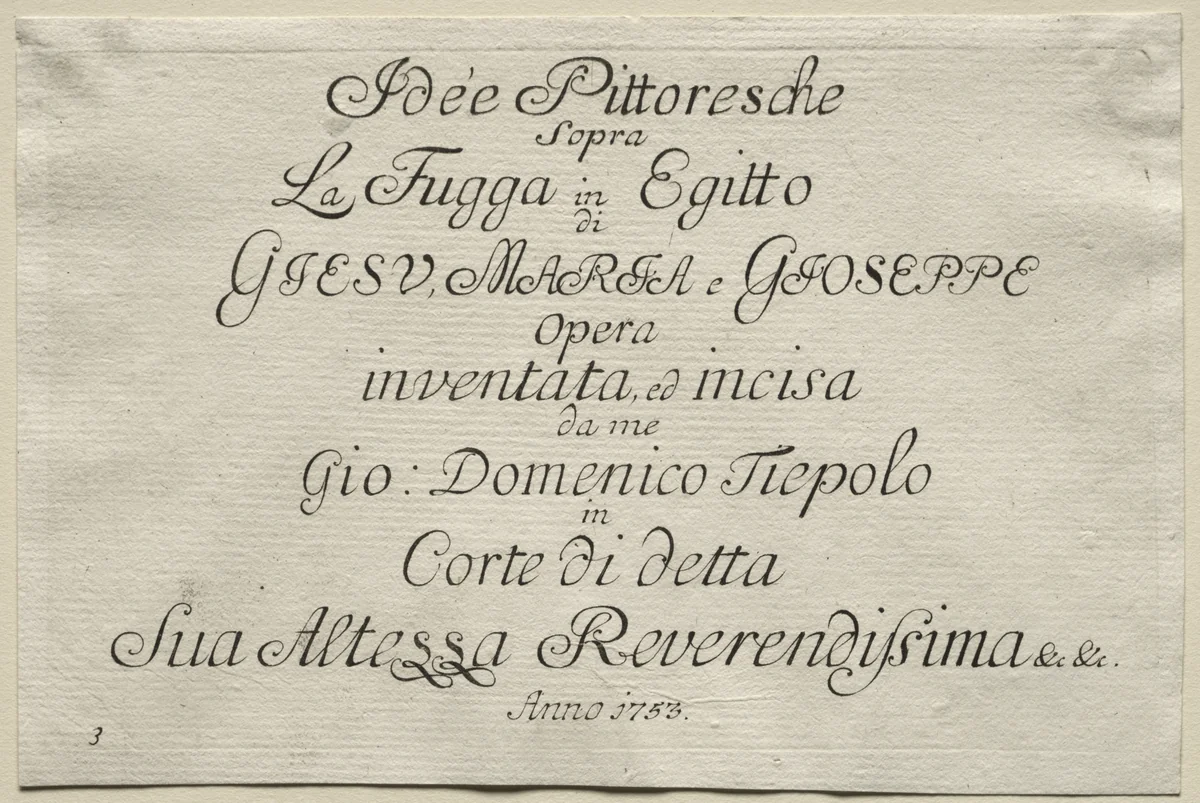 Idée Pittoresche
Sopra
La Fugga in Egitto
di
GIESV, MARIA e GIOSEPPE
Opera
inventata, ed incisa
da me
Gio: Domenico Tiepolo
in
Corte di detta
Sua Altezza Reverendissima &c &c.
Anno 1753.
3